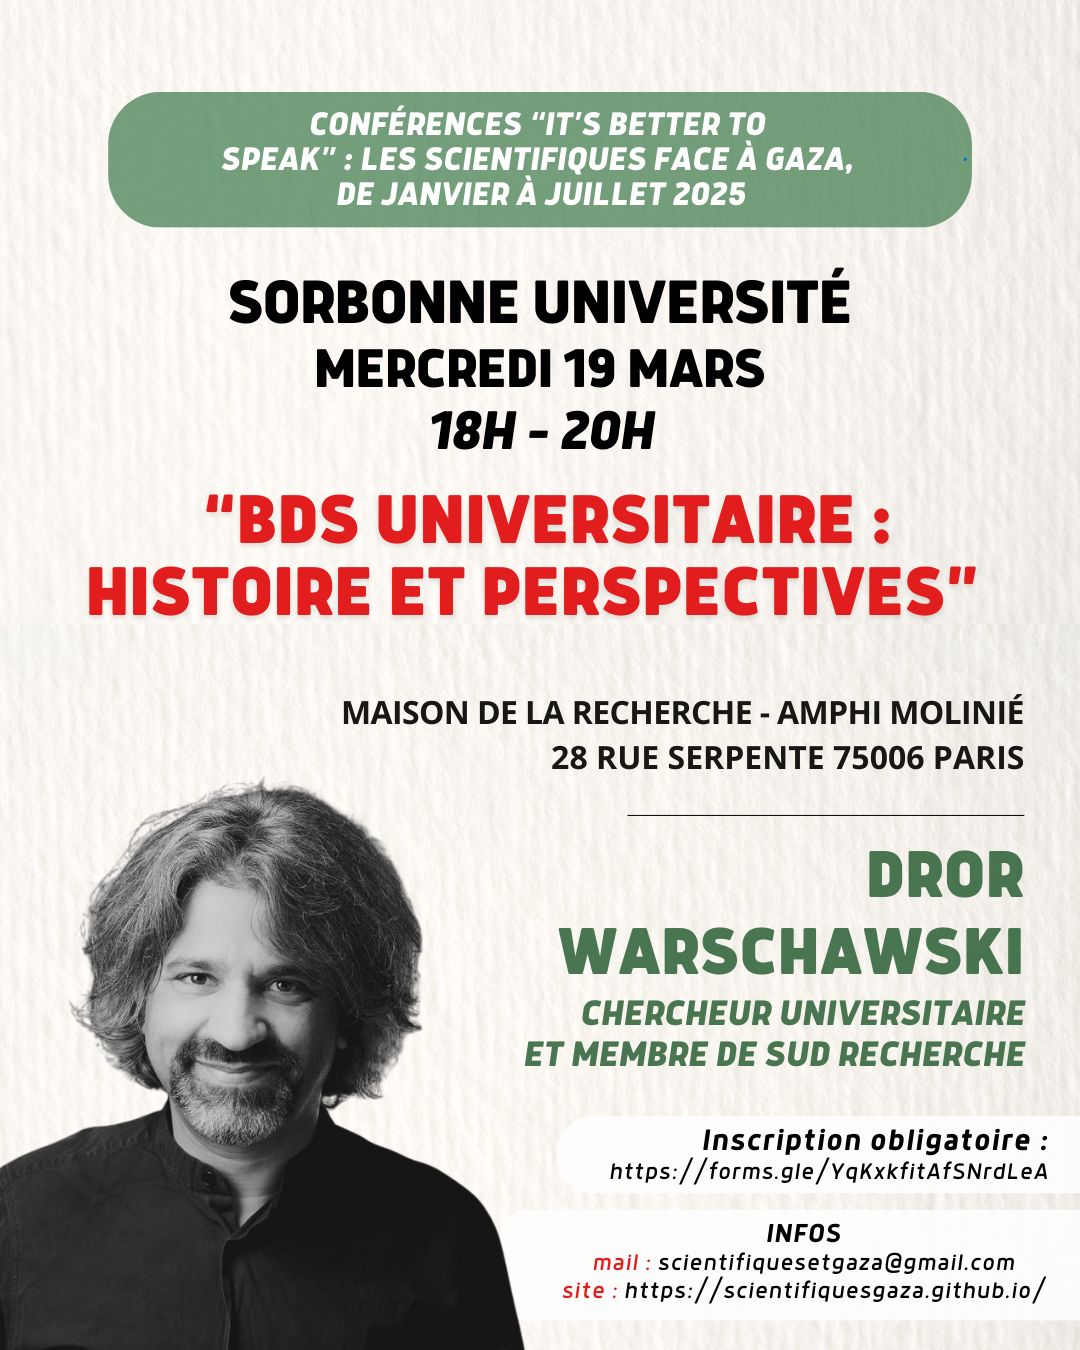 CONFÉRENCES “IT’S BETTER TO
SPEAK” : LES SCIENTIFIQUES FACE À GAZA,
DE JANVIER À JUILLET 2025
SORBONNE UNIVERSITÉ
MERCREDI 19 MARS
18H - 20H
“BDS UNIVERSITAIRE :
HISTOIRE ET PERSPECTIVES”
MAISON DE LA RECHERCHE - AMPHI MOLINIÉ
28 RUE SERPENTE 75006 PARIS
DROR
WARSCHAWSKI
CHERCHEUR UNIVERSITAIRE
ET MEMBRE DE SUD RECHERCHE
Inscription obligatoire :
https://forms.gle/YqKxkfitAfSNrdLeA
INFOS
mail : scientifiquesetgaza@gmail.com
site : https://scientifiquesgaza.github.io/